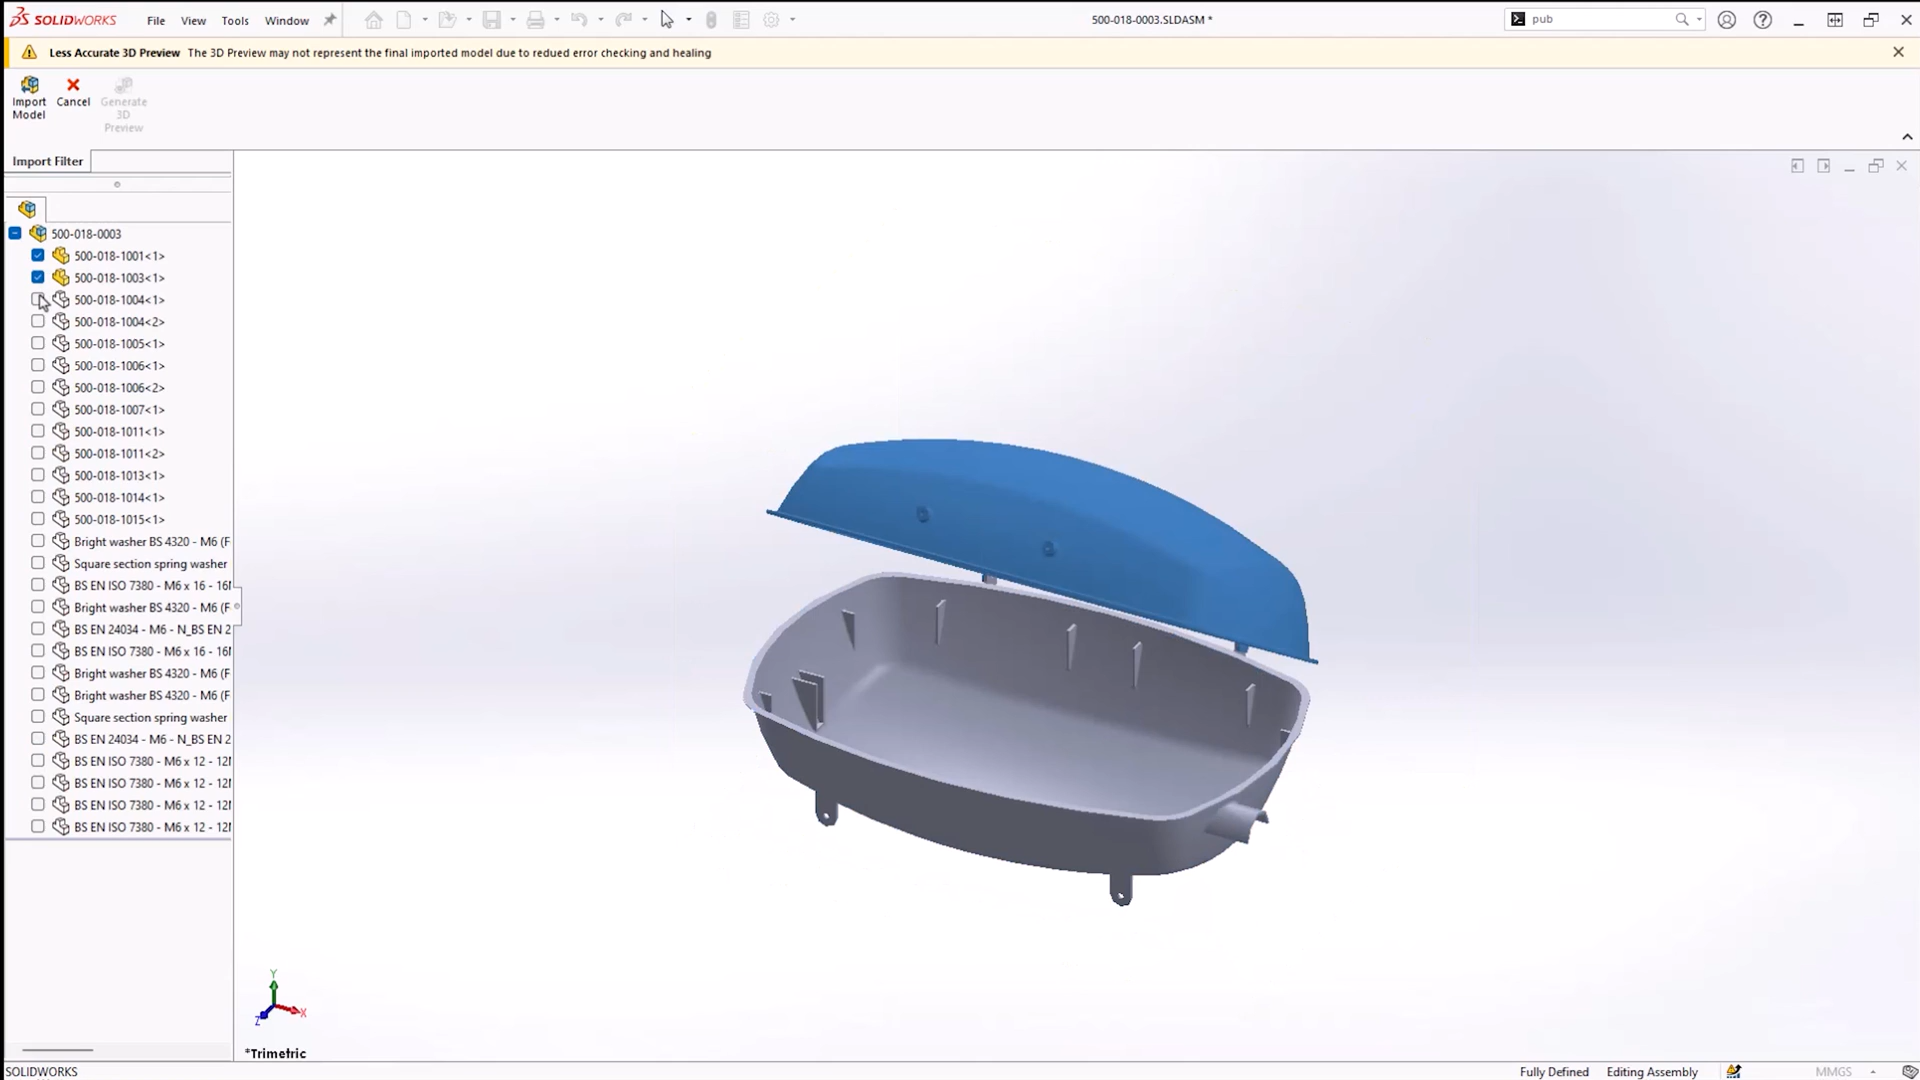 SOLIDWORKS File View Tools Window 500-018-0003.SLDASM * pub
Less Accurate 3D Preview The 3D Preview may not represent the final imported model due to redued error checking and healing
Import Model
Cancel
Generate 3D Preview
Import Filter
500-018-0003
500-018-1001<1>
500-018-1003<1>
500-018-1004<1>
500-018-1004<2>
500-018-1005<1>
500-018-1006<1>
500-018-1006<2>
500-018-1007<1>
500-018-1011<1>
500-018-1011<2>
500-018-1013<1>
500-018-1014<1>
500-018-1015<1>
Bright washer BS 4320 - M6 (F
Square section spring washer
BS EN ISO 7380 - M6 x 16 - 16
Bright washer BS 4320 - M6 (F
BS EN 24034 - M6 - N_BS EN 2
BS EN ISO 7380 - M6 x 16 - 16
Bright washer BS 4320 - M6 (F
Bright washer BS 4320 - M6 (F
Square section spring washer
BS EN 24034 - M6 - N_BS EN 2
BS EN ISO 7380 - M6 x 12 - 12
BS EN ISO 7380 - M6 x 12 - 12
BS EN ISO 7380 - M6 x 12 - 12
BS EN ISO 7380 - M6 x 12 - 12
Y
X
Z
*Trimetric
SOLIDWORKS Fully Defined Editing Assembly MMGS